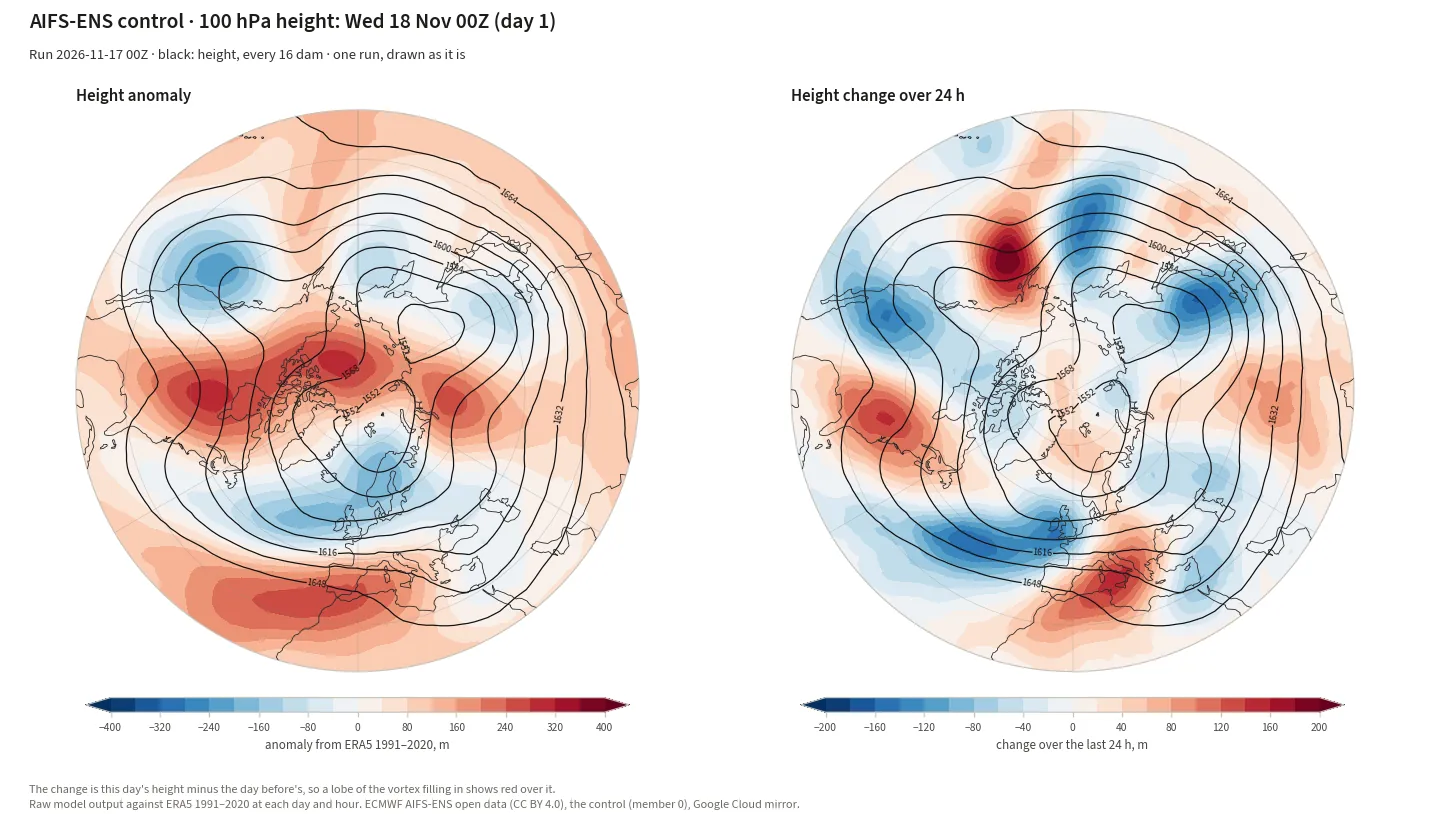 AIFS-ENS control · 100 hPa height: Wed 18 Nov 00Z (day 1)
Run 2026-11-17 00Z · black: height, every 16 dam · one run, drawn as it is
Height anomaly
Height change over 24 h
1664
1600
1584
1568
1552
1552
1632
1616
1648
1664
1600
1568
1552
1552
1632
1616
1648
−400 −320 −240 −160 −80 0 80 160 240 320 400
anomaly from ERA5 1991–2020, m
−200 −160 −120 −80 −40 0 40 80 120 160 200
change over the last 24 h, m
The change is this day's height minus the day before's, so a lobe of the vortex filling in shows red over it.
Raw model output against ERA5 1991–2020 at each day and hour. ECMWF AIFS-ENS open data (CC BY 4.0), the control (member 0), Google Cloud mirror.